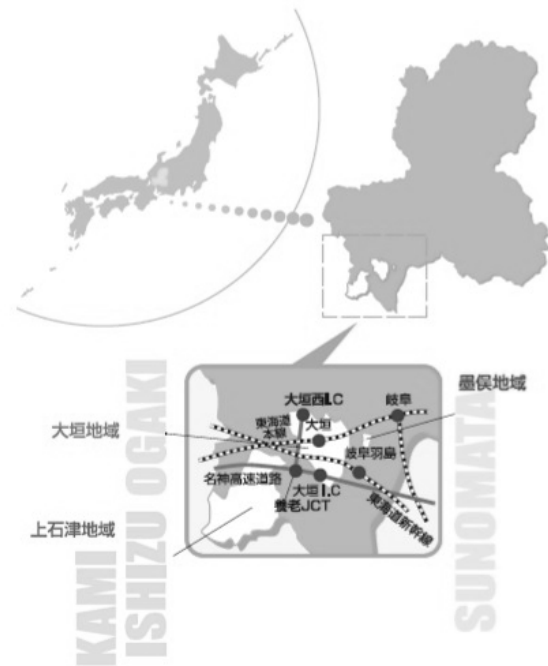 大垣西I.C
岐阜
墨俣地域
東海道
本線
大垣
大垣地域
岐阜羽島
名神高速道路
大垣I.C
養老JCT
東海道新幹線
上石津地域
OGAKI
KAMI
ISHIZU
SUNOMATA